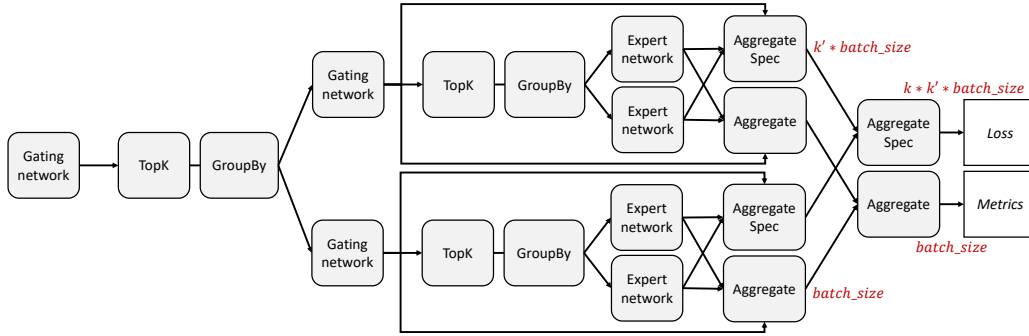 Gating
network
TopK
GroupBy
Gating
network
TopK
GroupBy
Expert
network
Expert
network
Aggregate
Spec
Aggregate
k′ * batch_size
Gating
network
TopK
GroupBy
Expert
network
Expert
network
Aggregate
Spec
Aggregate
batch_size
k * k′ * batch_size
Aggregate
Spec
Loss
Aggregate
Metrics
batch_size